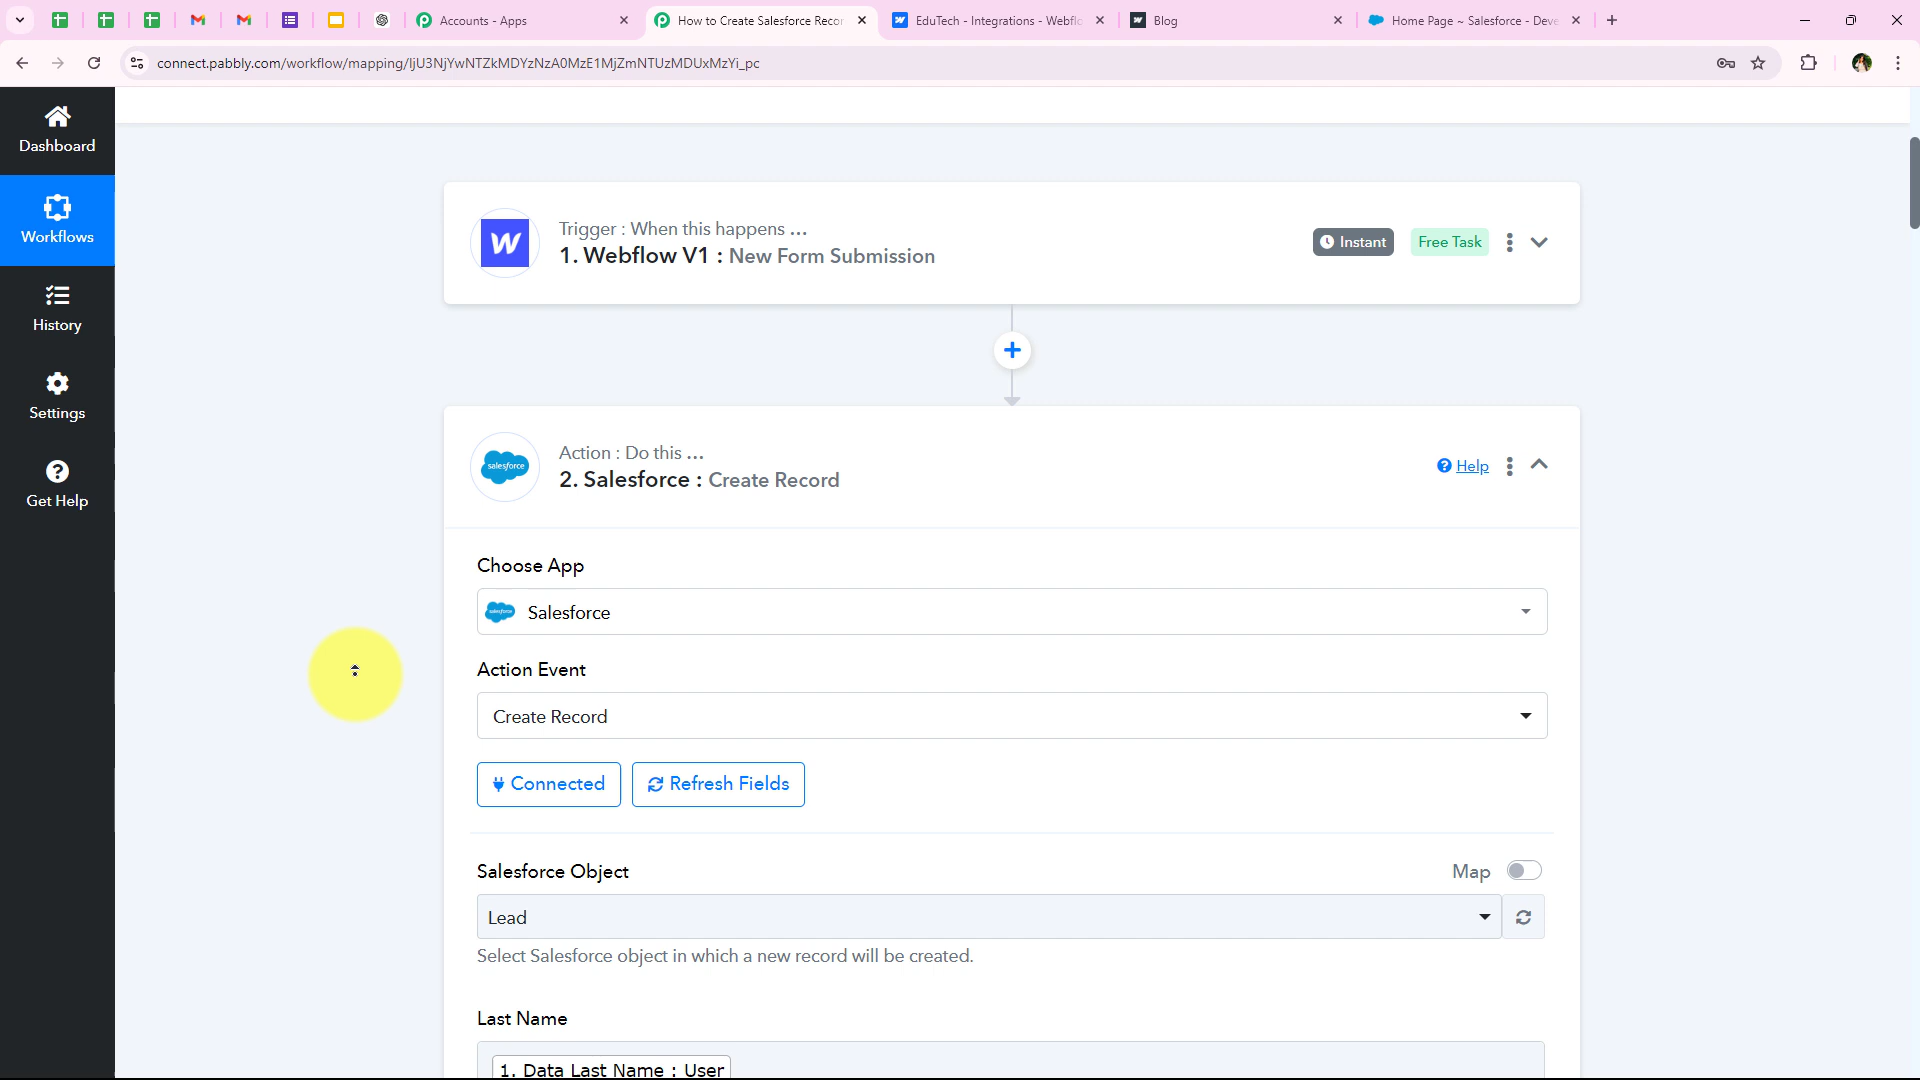 Accounts - Apps
How to Create Salesforce Recor
EduTech - Integrations - Webflo
Blog
Home Page ~ Salesforce - Deve
connect.pabbly.com/workflow/mapping/IjU3NjYwNTZkMDYzNzA0MzE1MjZmNTUzMDUxMzYi_pc
Dashboard
Workflows
History
Settings
Get Help
Trigger : When this happens ...
1. Webflow V1 : New Form Submission
Instant
Free Task
salesforce
Action : Do this ...
2. Salesforce : Create Record
Help
Choose App
Salesforce
Action Event
Create Record
Connected
Refresh Fields
Salesforce Object
Map
Lead
Select Salesforce object in which a new record will be created.
Last Name
1. Data Last Name : User